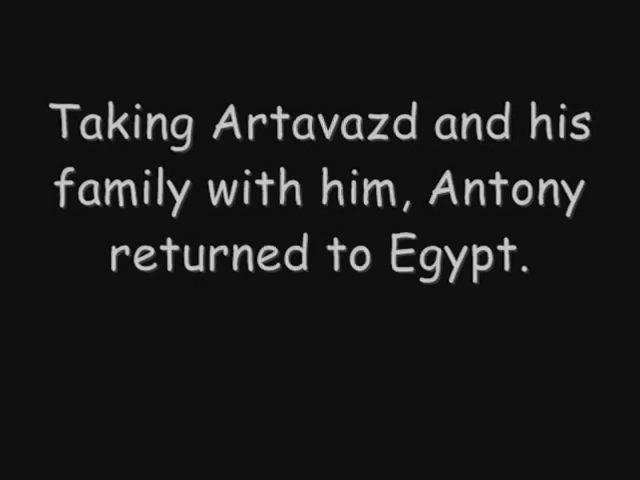 Taking Artavazd and his
family with him, Antony
returned to Egypt.